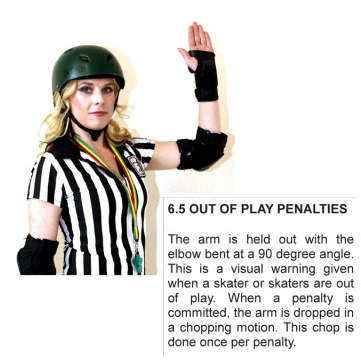 6.5 OUT OF PLAY PENALTIES
The arm is held out with the
elbow bent at a 90 degree angle.
This is a visual warning given
when a skater or skaters are out
of play. When a penalty is
committed, the arm is dropped in
a chopping motion. This chop is
done once per penalty.